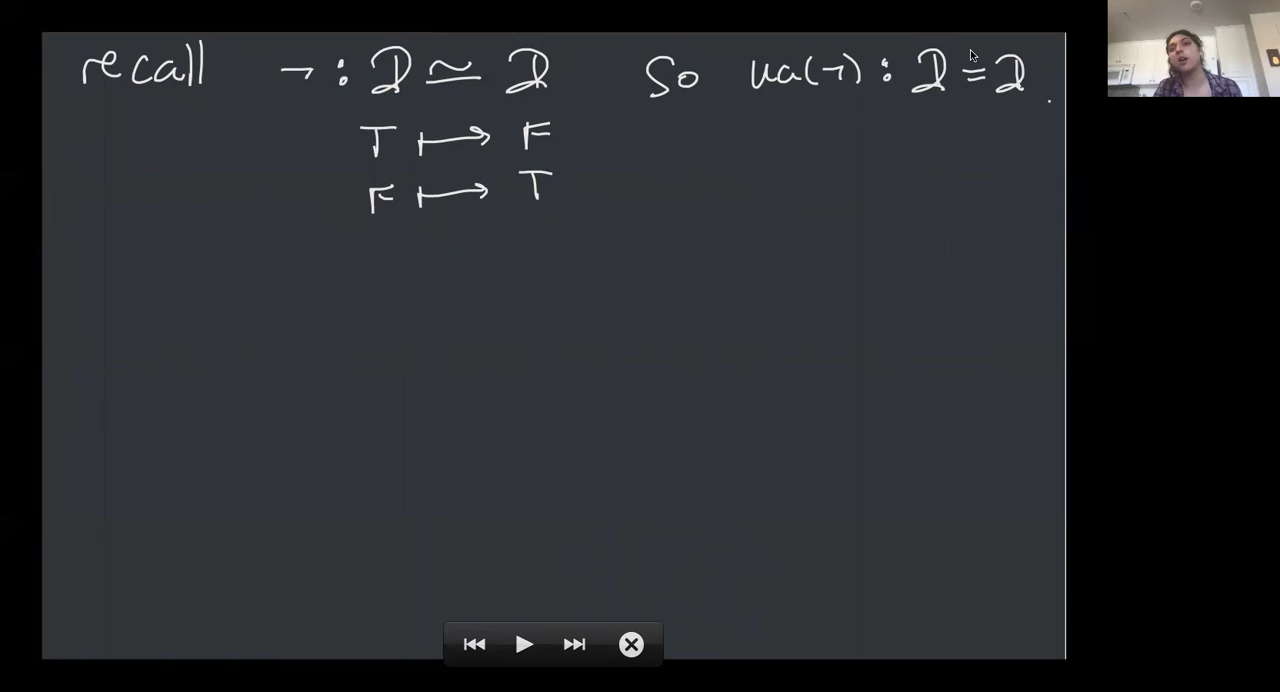 recall ¬ : 2 ≃ 2 So ua(¬) : 2 = 2 .
T ↦ F
F ↦ T